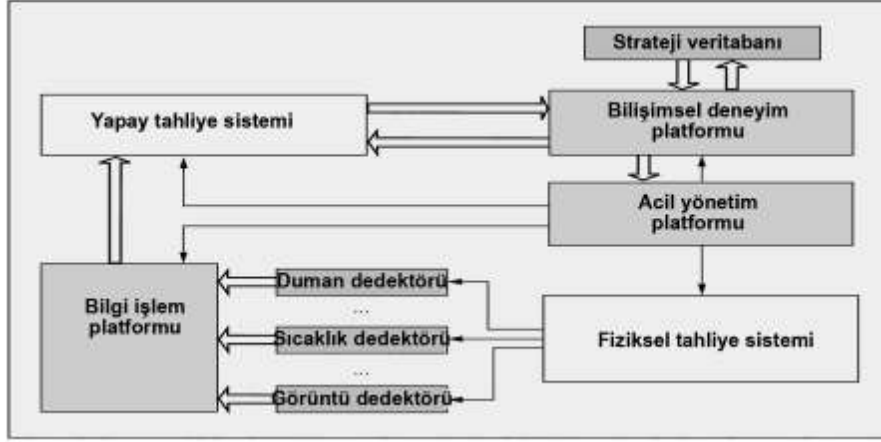 Strateji veritabanı
Yapay tahliye sistemi
Bilişimsel deneyim
platformu
Acil yönetim
platformu
Bilgi işlem
platformu
Duman dedektörü
...
Sıcaklık dedektörü
...
Görüntü dedektörü
Fiziksel tahliye sistemi